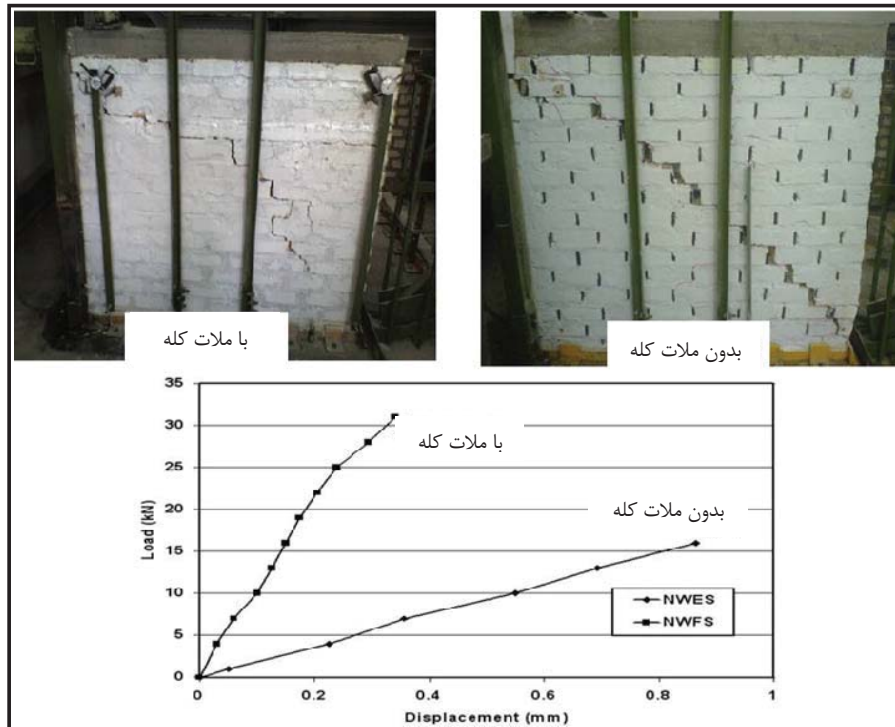 با ملات کله
بدون ملات کله
35
30
25
20
15
10
5
0
Load (kN)
با ملات کله
بدون ملات کله
NWES
NWFS
0
0.2
0.4
0.6
0.8
1
Displacement (mm)